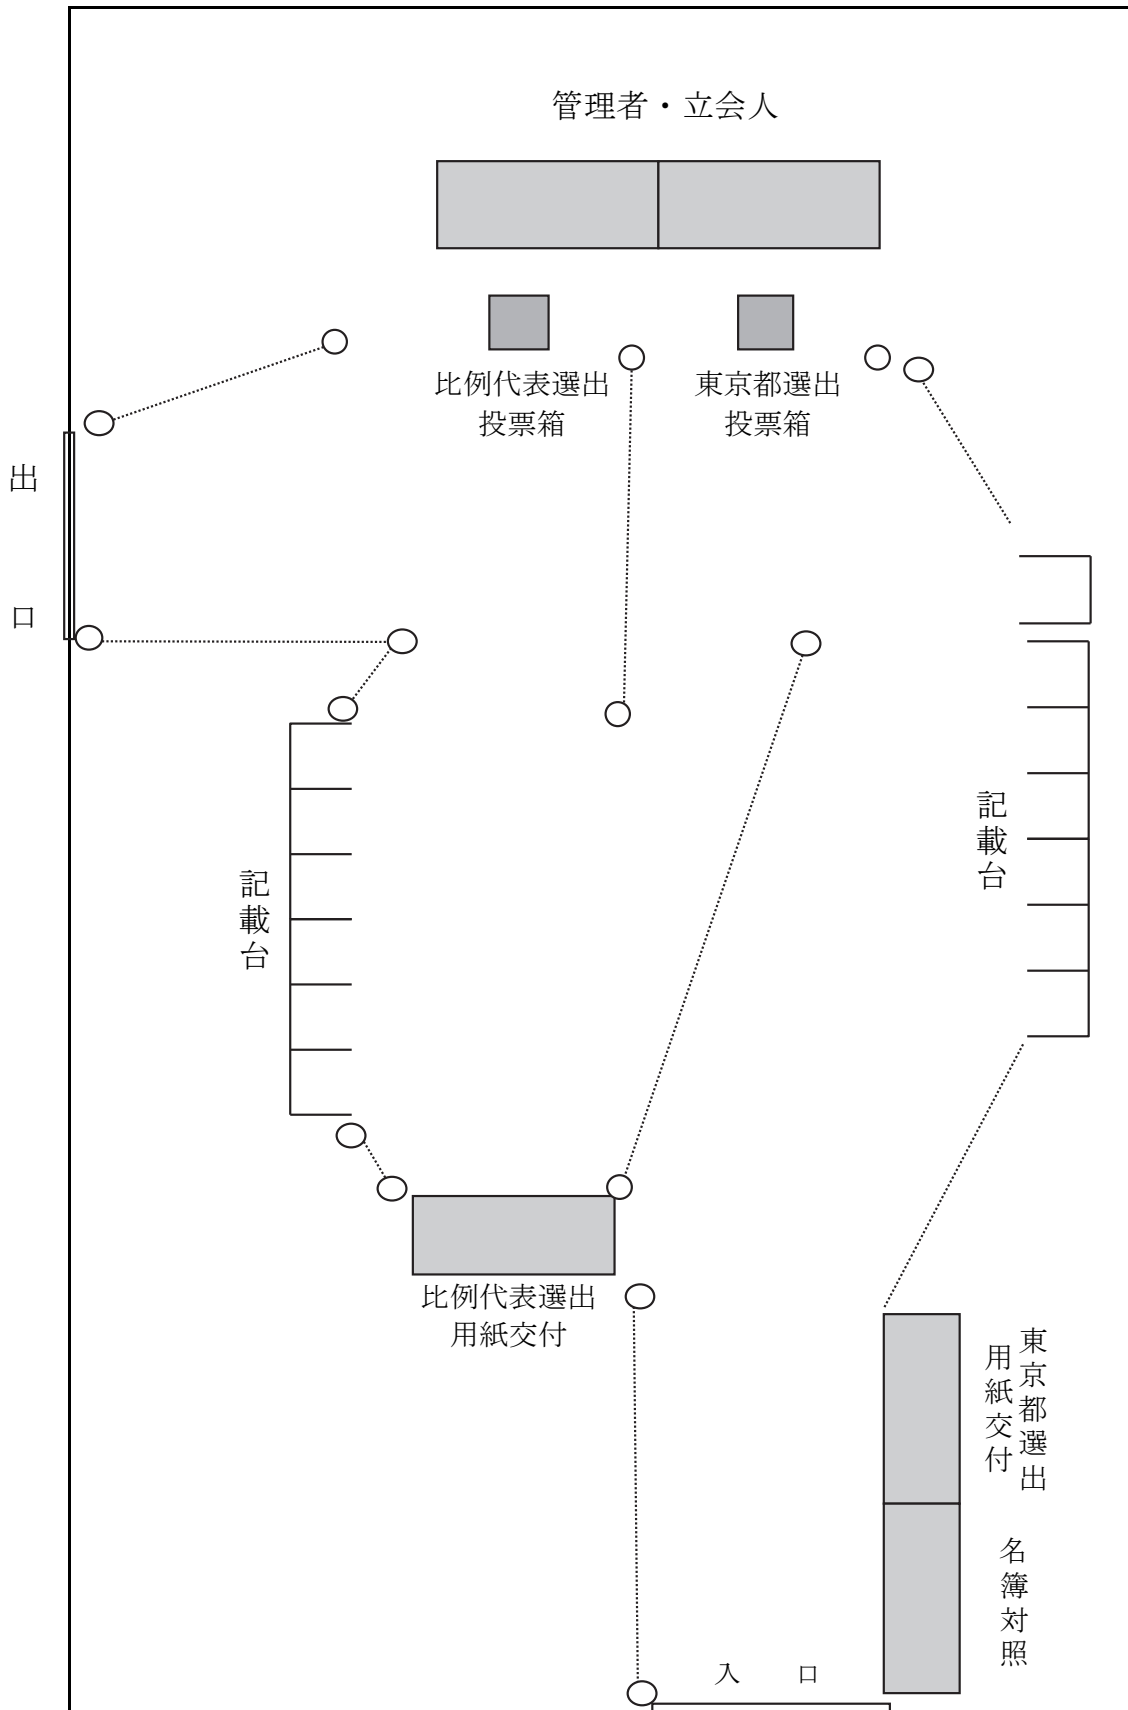 管理者・立会人
比例代表選出
投票箱
東京都選出
投票箱
出口
記載台
記載台
比例代表選出
用紙交付
東京都選出
用紙交付
名簿対照
入口